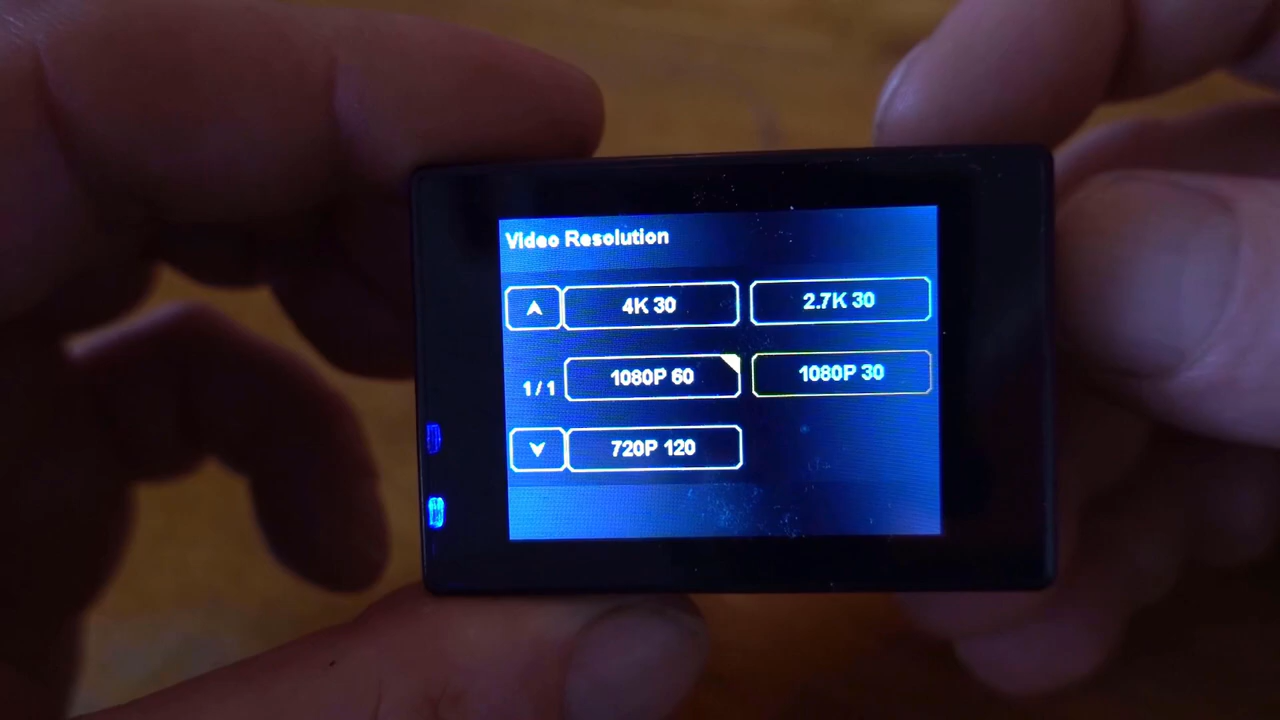 Video Resolution
4K 30
2.7K 30
1/1
1080P 60
1080P 30
720P 120